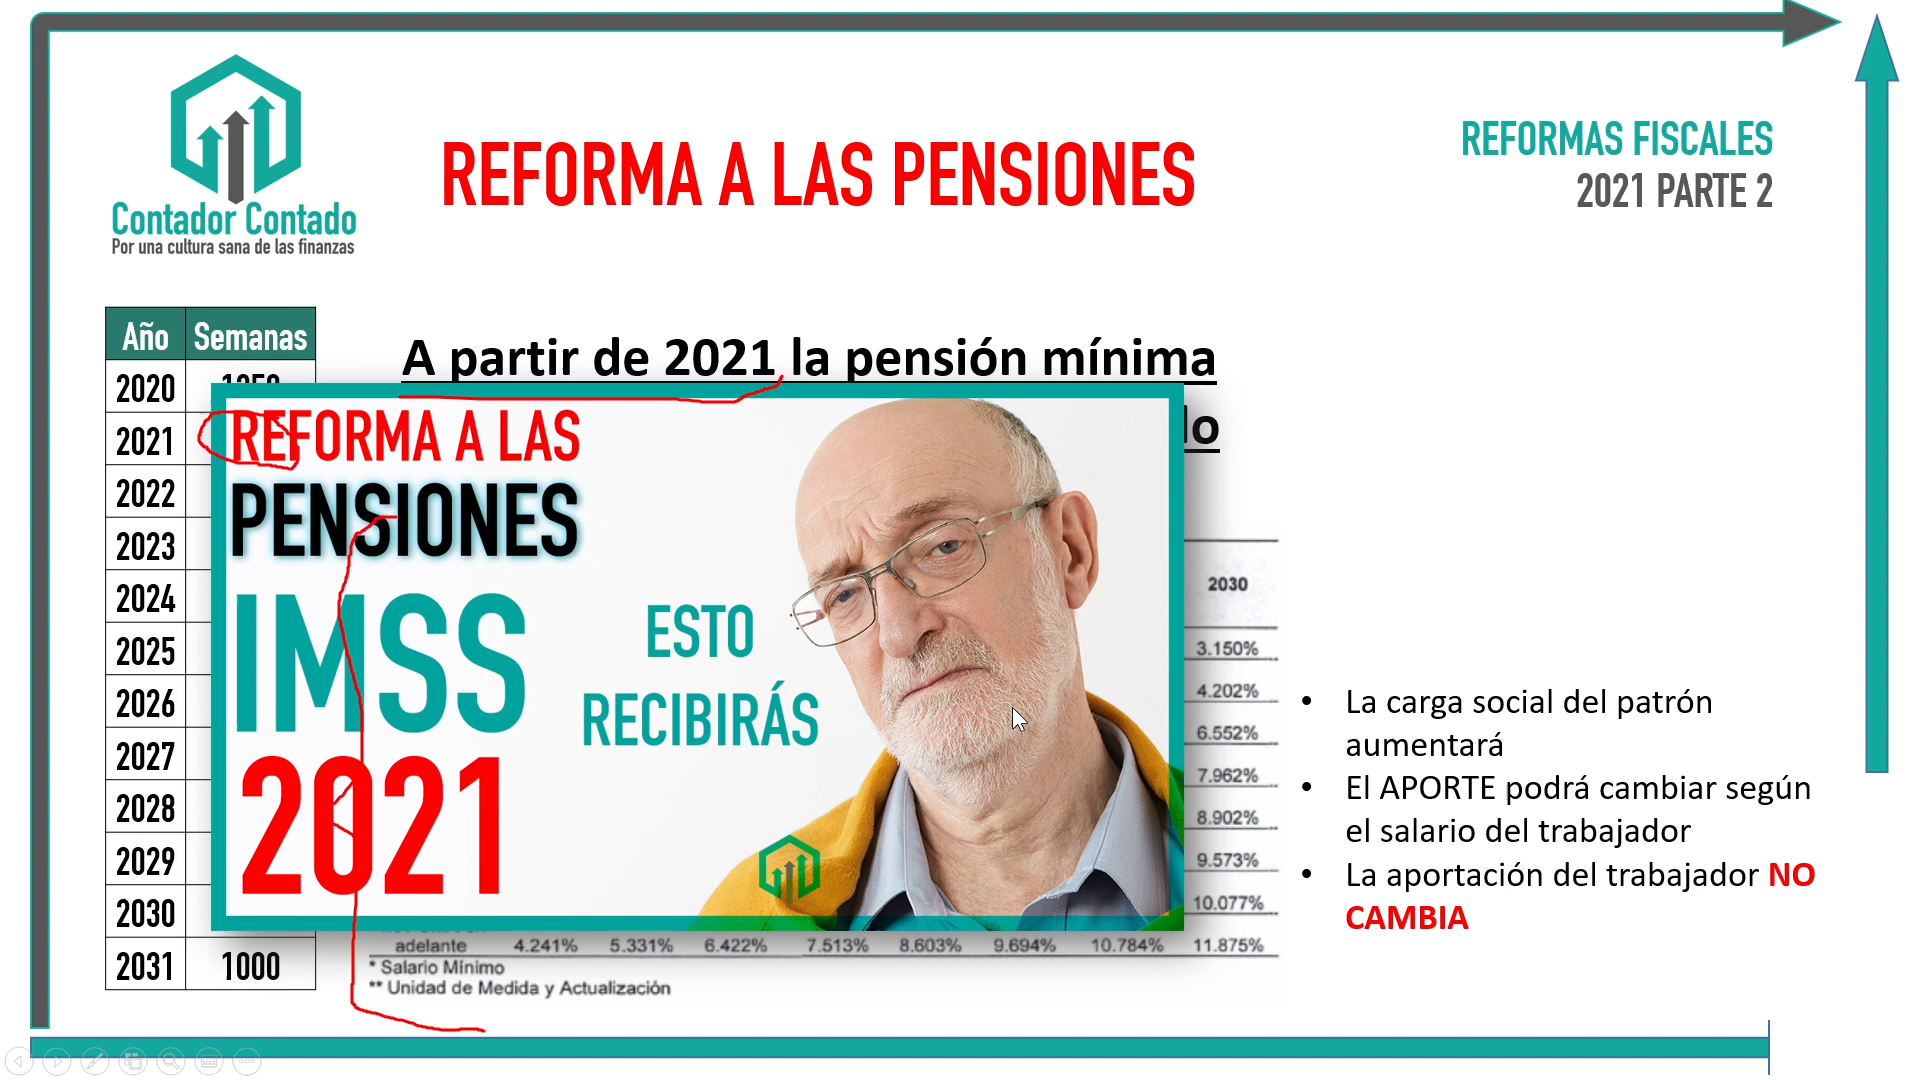 Contador Contado
Por una cultura sana de las finanzas
REFORMA A LAS PENSIONES
REFORMAS FISCALES
2021 PARTE 2
Año Semanas
2020
2021
2022
2023
2024
2025
2026
2027
2028
2029
2030
2031 1000
A partir de 2021 la pensión mínima
REFORMA A LAS
PENSIONES
IMSS
2021
ESTO
RECIBIRÁS
2030
3.150%
4.202%
6.552%
7.962%
8.902%
9.573%
10.077%
adelante 4.241% 5.331% 6.422% 7.513% 8.603% 9.694% 10.784% 11.875%
* Salario Mínimo
** Unidad de Medida y Actualización
• La carga social del patrón
aumentará
• El APORTE podrá cambiar según
el salario del trabajador
• La aportación del trabajador NO
CAMBIA